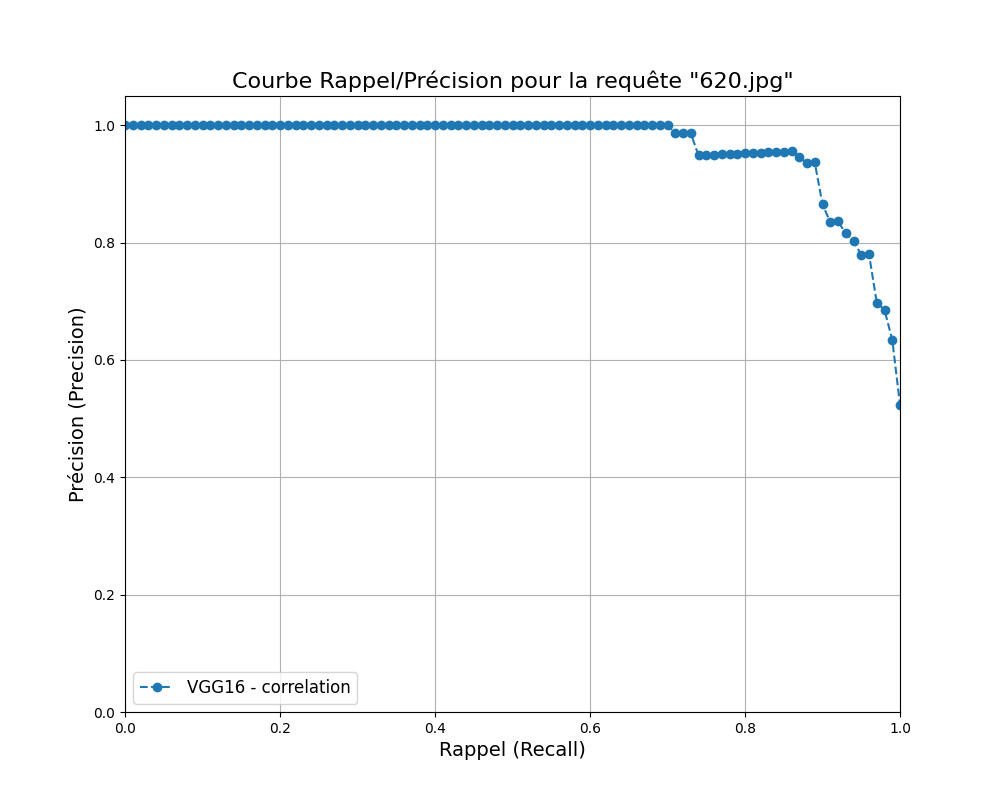 Courbe Rappel/Précision pour la requête "620.jpg"
1.0
0.8
0.6
0.4
0.2
0.0
Précision (Precision)
VGG16 - correlation
0.0 0.2 0.4 0.6 0.8 1.0
Rappel (Recall)